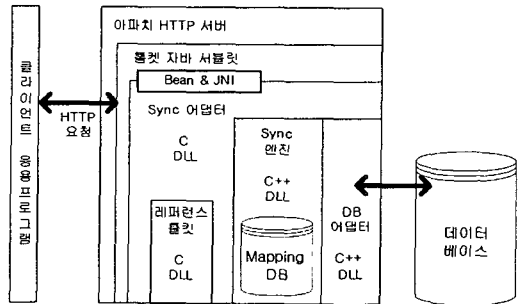 아파치 HTTP 서버
톰켓 자바 서블릿
Bean & JNI
클라이언트 응용프로그램
HTTP
요청
Sync 어댑터
C
DLL
레퍼런스
툴킷
C
DLL
Sync
엔진
C++
DLL
Mapping
DB
DB
어댑터
C++
DLL
데이터
베이스